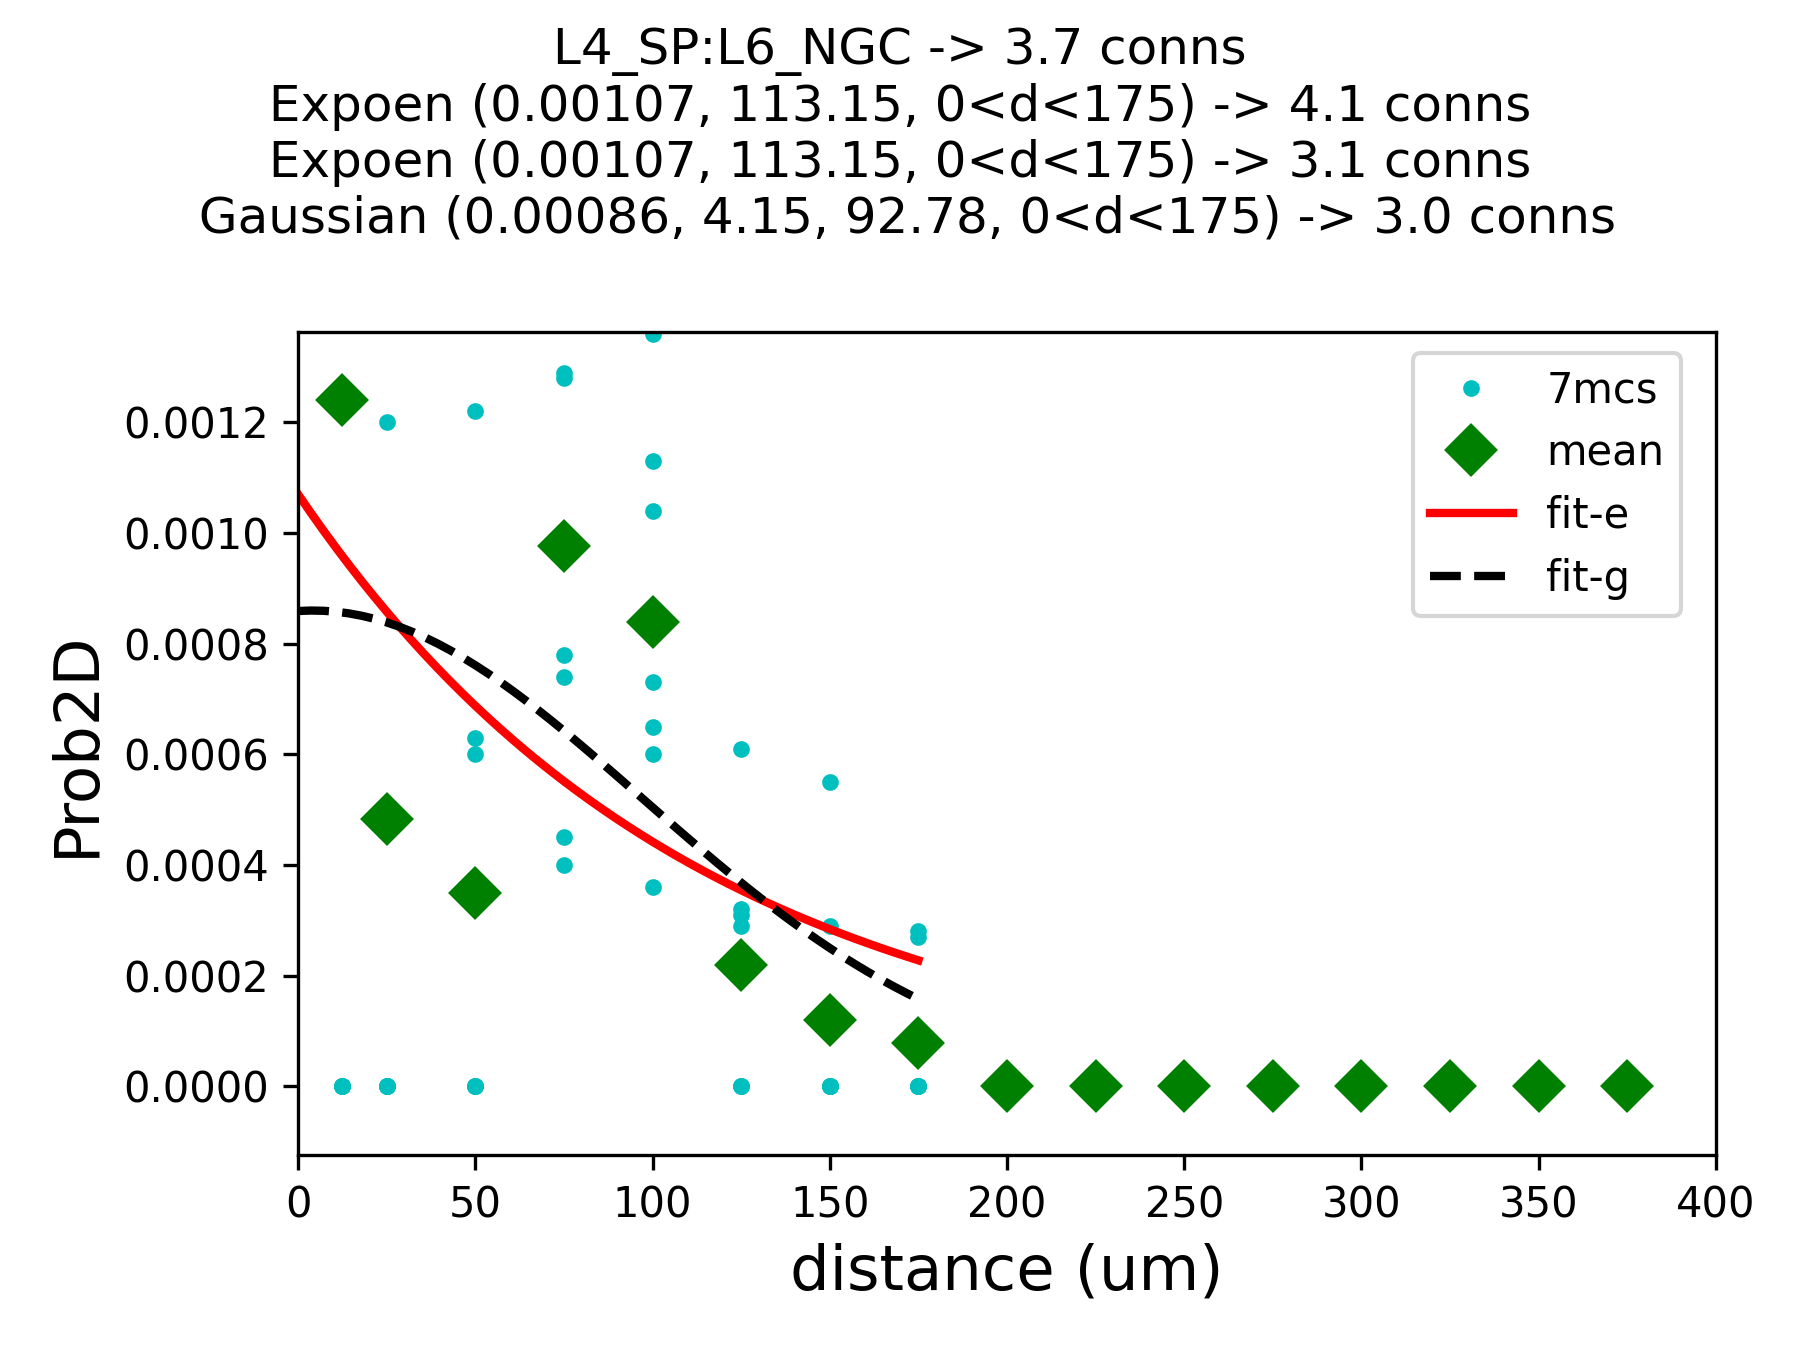 L4_SP:L6_NGC -> 3.7 conns
Expoen (0.00107, 113.15, 0<d<175) -> 4.1 conns
Expoen (0.00107, 113.15, 0<d<175) -> 3.1 conns
Gaussian (0.00086, 4.15, 92.78, 0<d<175) -> 3.0 conns
7mcs
mean
fit-e
fit-g
Prob2D
0.0012
0.0010
0.0008
0.0006
0.0004
0.0002
0.0000
0 50 100 150 200 250 300 350 400
distance (um)